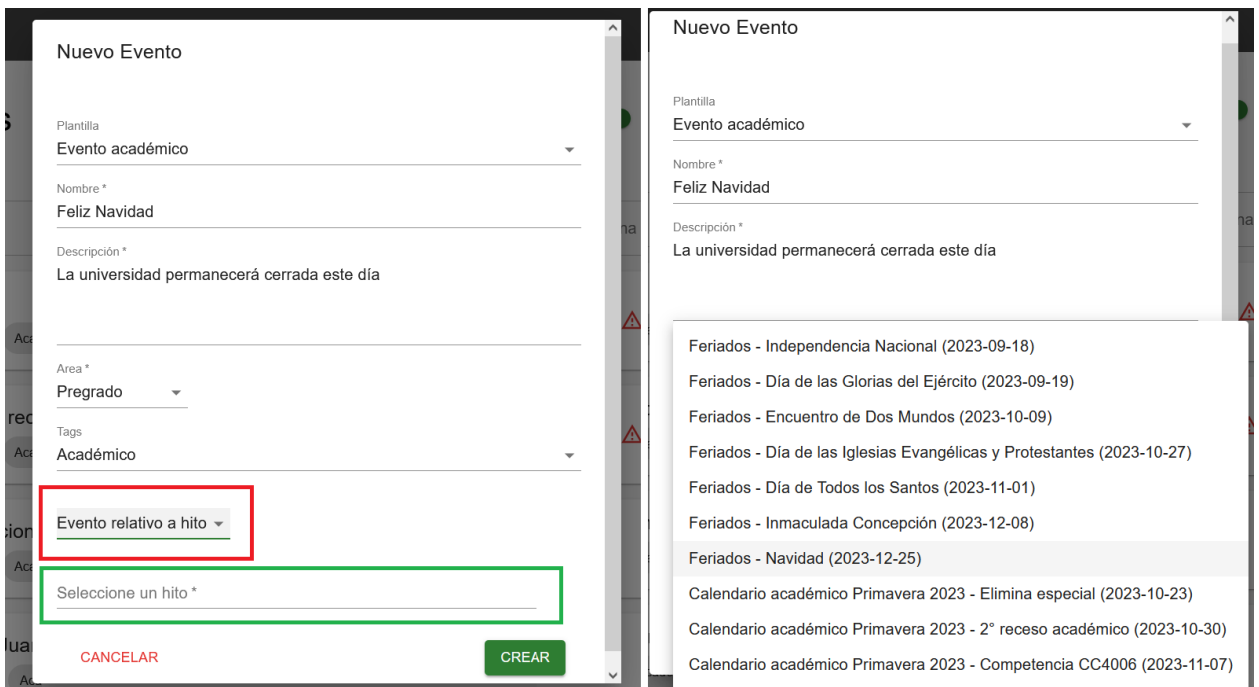 Nuevo Evento
Plantilla
Evento académico
Nombre *
Feliz Navidad
Descripción *
La universidad permanecerá cerrada este día
Area *
Pregrado
Tags
Académico
Evento relativo a hito
Seleccione un hito *
CANCELAR
CREAR
Nuevo Evento
Plantilla
Evento académico
Nombre *
Feliz Navidad
Descripción *
La universidad permanecerá cerrada este día
Feriados - Independencia Nacional (2023-09-18)
Feriados - Día de las Glorias del Ejército (2023-09-19)
Feriados - Encuentro de Dos Mundos (2023-10-09)
Feriados - Día de las Iglesias Evangélicas y Protestantes (2023-10-27)
Feriados - Día de Todos los Santos (2023-11-01)
Feriados - Inmaculada Concepción (2023-12-08)
Feriados - Navidad (2023-12-25)
Calendario académico Primavera 2023 - Elimina especial (2023-10-23)
Calendario académico Primavera 2023 - 2° receso académico (2023-10-30)
Calendario académico Primavera 2023 - Competencia CC4006 (2023-11-07)